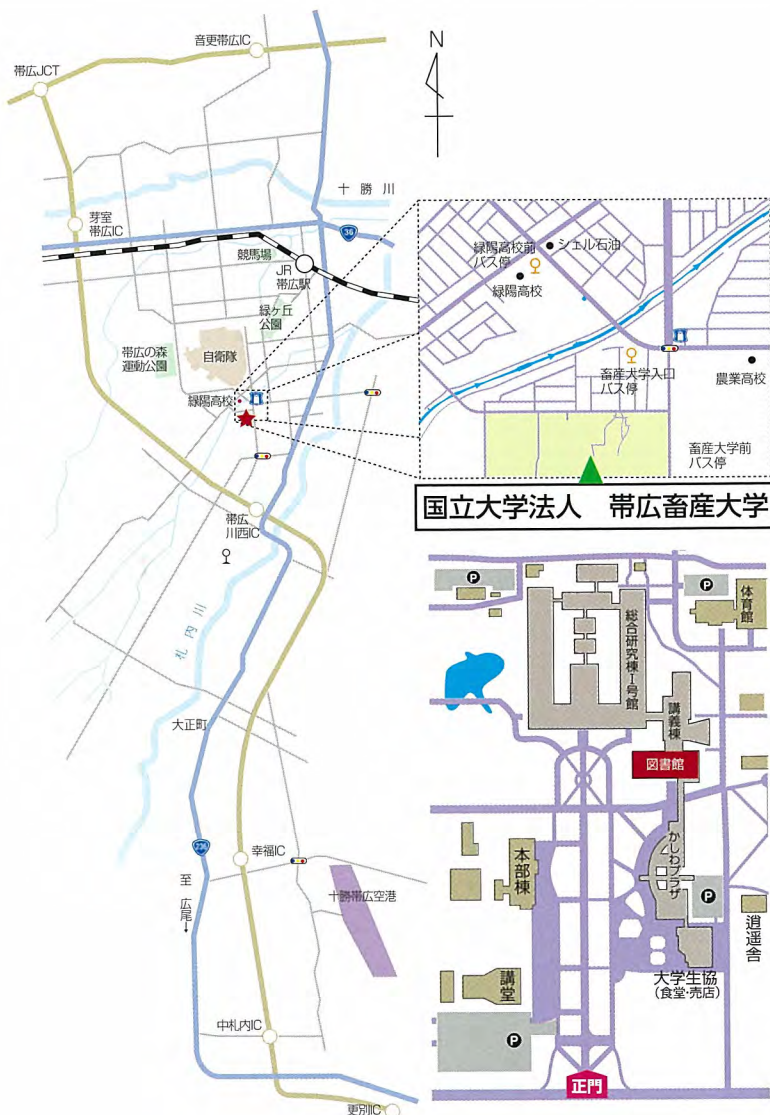 音更帯広IC
帯広JCT
N
十勝川
芽室
帯広IC
38
競馬場
JR
帯広駅
緑ヶ丘
公園
帯広の森
運動公園
自衛隊
緑陽高校
帯広
川西IC
札内川
大正町
236
幸福IC
至 広尾→
十勝帯広空港
中札内IC
更別IC
緑陽高校前
バス停
シェル石油
緑陽高校
畜産大学入口
バス停
農業高校
畜産大学前
バス停
国立大学法人 帯広畜産大学
P
P
体育館
総合研究棟Ⅰ号館
講義棟
図書館
かしわプラザ
本部棟
P
逍遥舎
講堂
大学生協
(食堂・売店)
P
正門